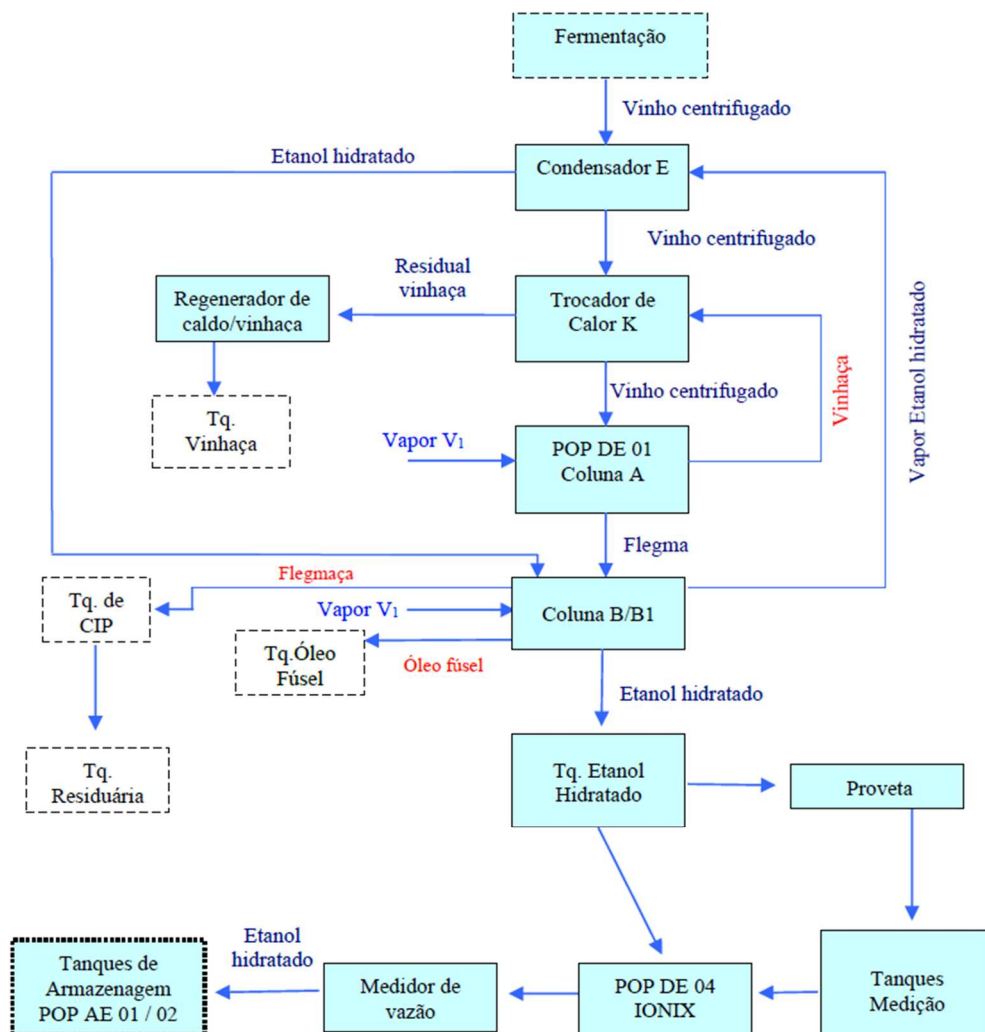 Fermentação
Vinho centrifugado
Etanol hidratado
Condensador E
Vinho centrifugado
Residual
vinhaça
Regenerador de
caldo/vinhaca
Trocador de
Calor K
Vapor Etanol hidratado
Vinhaça
Vinho centrifugado
Tq.
Vinhaça
Vapor V1
POP DE 01
Coluna A
Flegma
Flegmaça
Tq. de
CIP
Vapor V1
Coluna B/B1
Tq.Óleo
Fúsel
Óleo fúsel
Etanol hidratado
Tq.
Residuária
Tq. Etanol
Hidratado
Proveta
Etanol
hidratado
Tanques de
Armazenagem
POP AE 01 / 02
Medidor de
vazão
POP DE 04
IONIX
Tanques
Medição